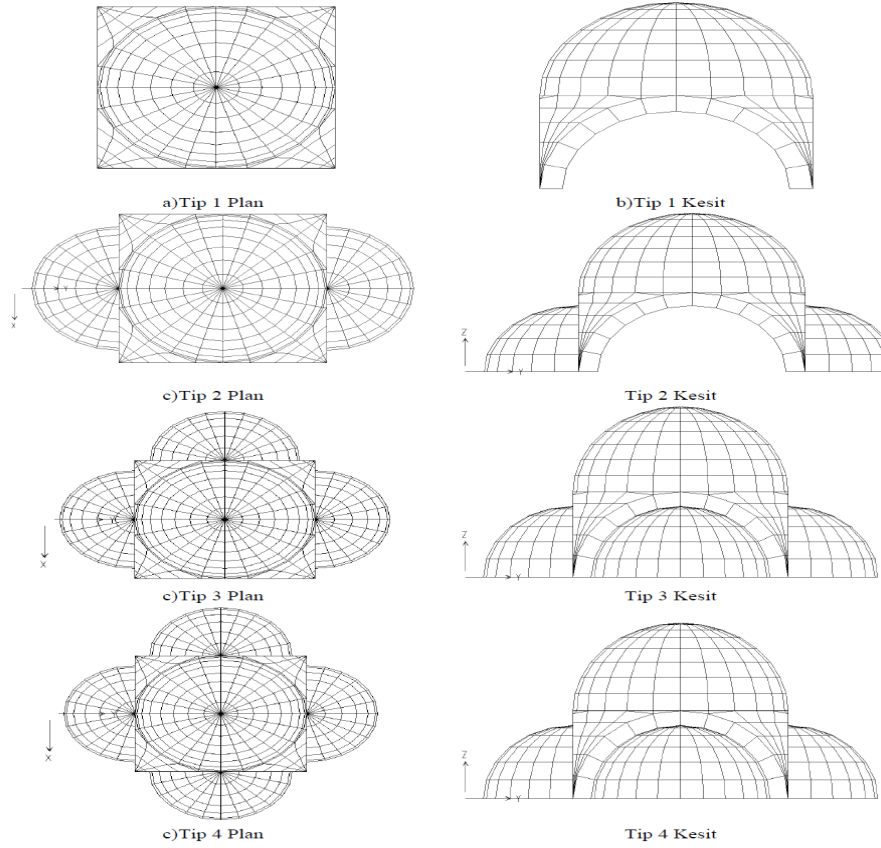 a)Tip 1 Plan
b)Tip 1 Kesit
Y
X
c)Tip 2 Plan
Z
Y
Tip 2 Kesit
Y
X
c)Tip 3 Plan
Z
Y
Tip 3 Kesit
Y
X
c)Tip 4 Plan
Z
Y
Tip 4 Kesit